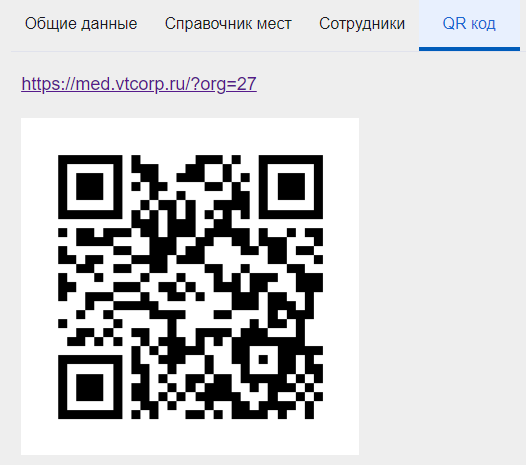 Общие данные Справочник мест Сотрудники QR код
https://med.vtcorp.ru/?org=27